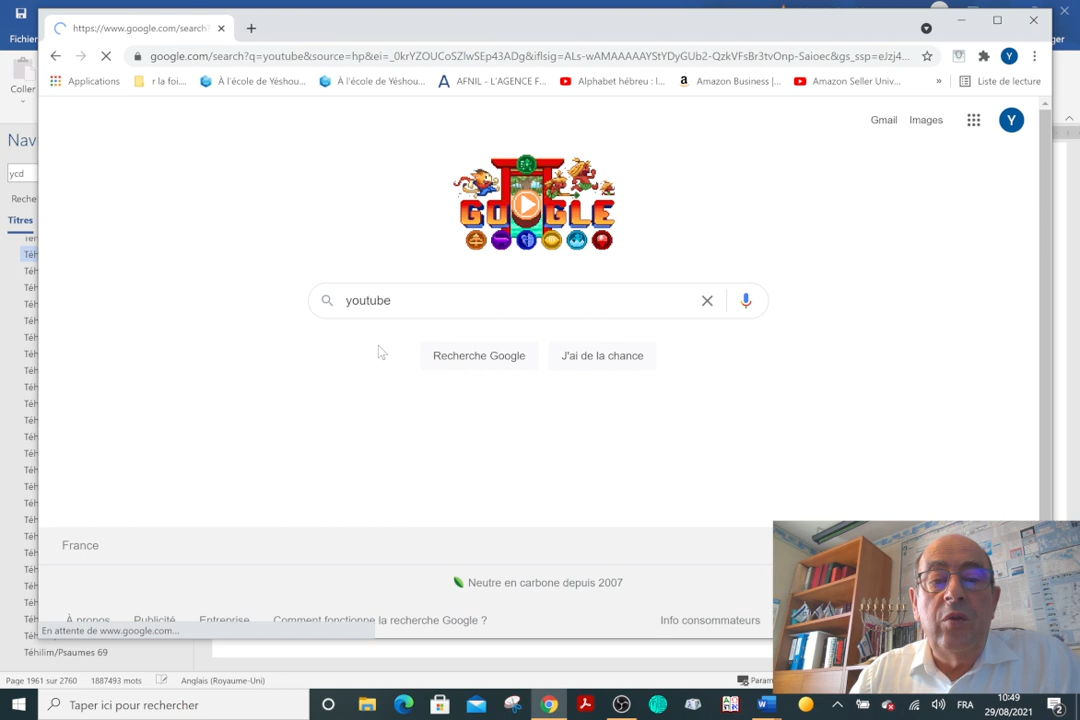 https://www.google.com/search?
google.com/search?q=youtube&source=hp&ei=_0krYZOUCoSZlwSEp43ADg&iflsig=ALs-wAMAAAAAYStYDyGUb2-QzkVFsBr3tvOnp-Saioec&gs_ssp=eJzj4...
Fichier
Applications
r la foi...
À l'école de Yéshou...
À l'école de Yéshou...
AFNIL - L'AGENCE F...
Alphabet hébreu : l...
Amazon Business |...
Amazon Seller Univ...
»
Liste de lecture
Coller
Gmail
Images
Y
Nav
ycd
Reche
Titres
GOOGLE
youtube
Recherche Google
J'ai de la chance
France
Neutre en carbone depuis 2007
À propos
Publicité
Entreprise
Comment fonctionne la recherche Google ?
Info consommateurs
En attente de www.google.com...
Téhilim/Psaumes 69
Page 1961 sur 2760
1887493 mots
Anglais (Royaume-Uni)
Param
Taper ici pour rechercher
FRA
10:49
29/08/2021
2